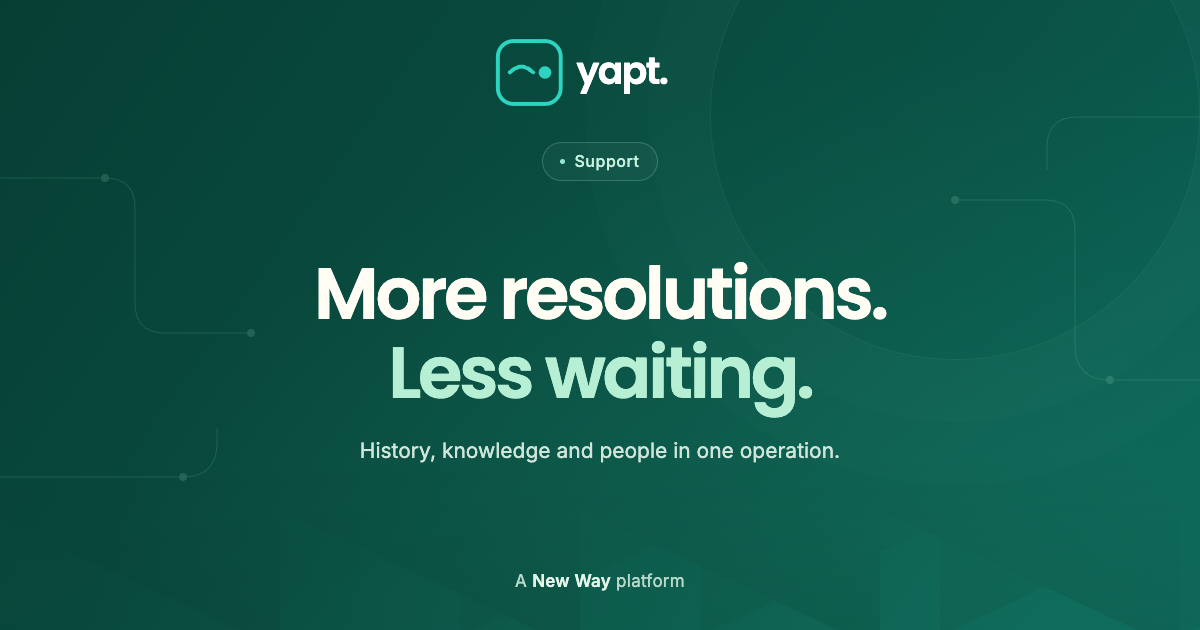 yapt.
• Support
More resolutions.
Less waiting.
History, knowledge and people in one operation.
A New Way platform